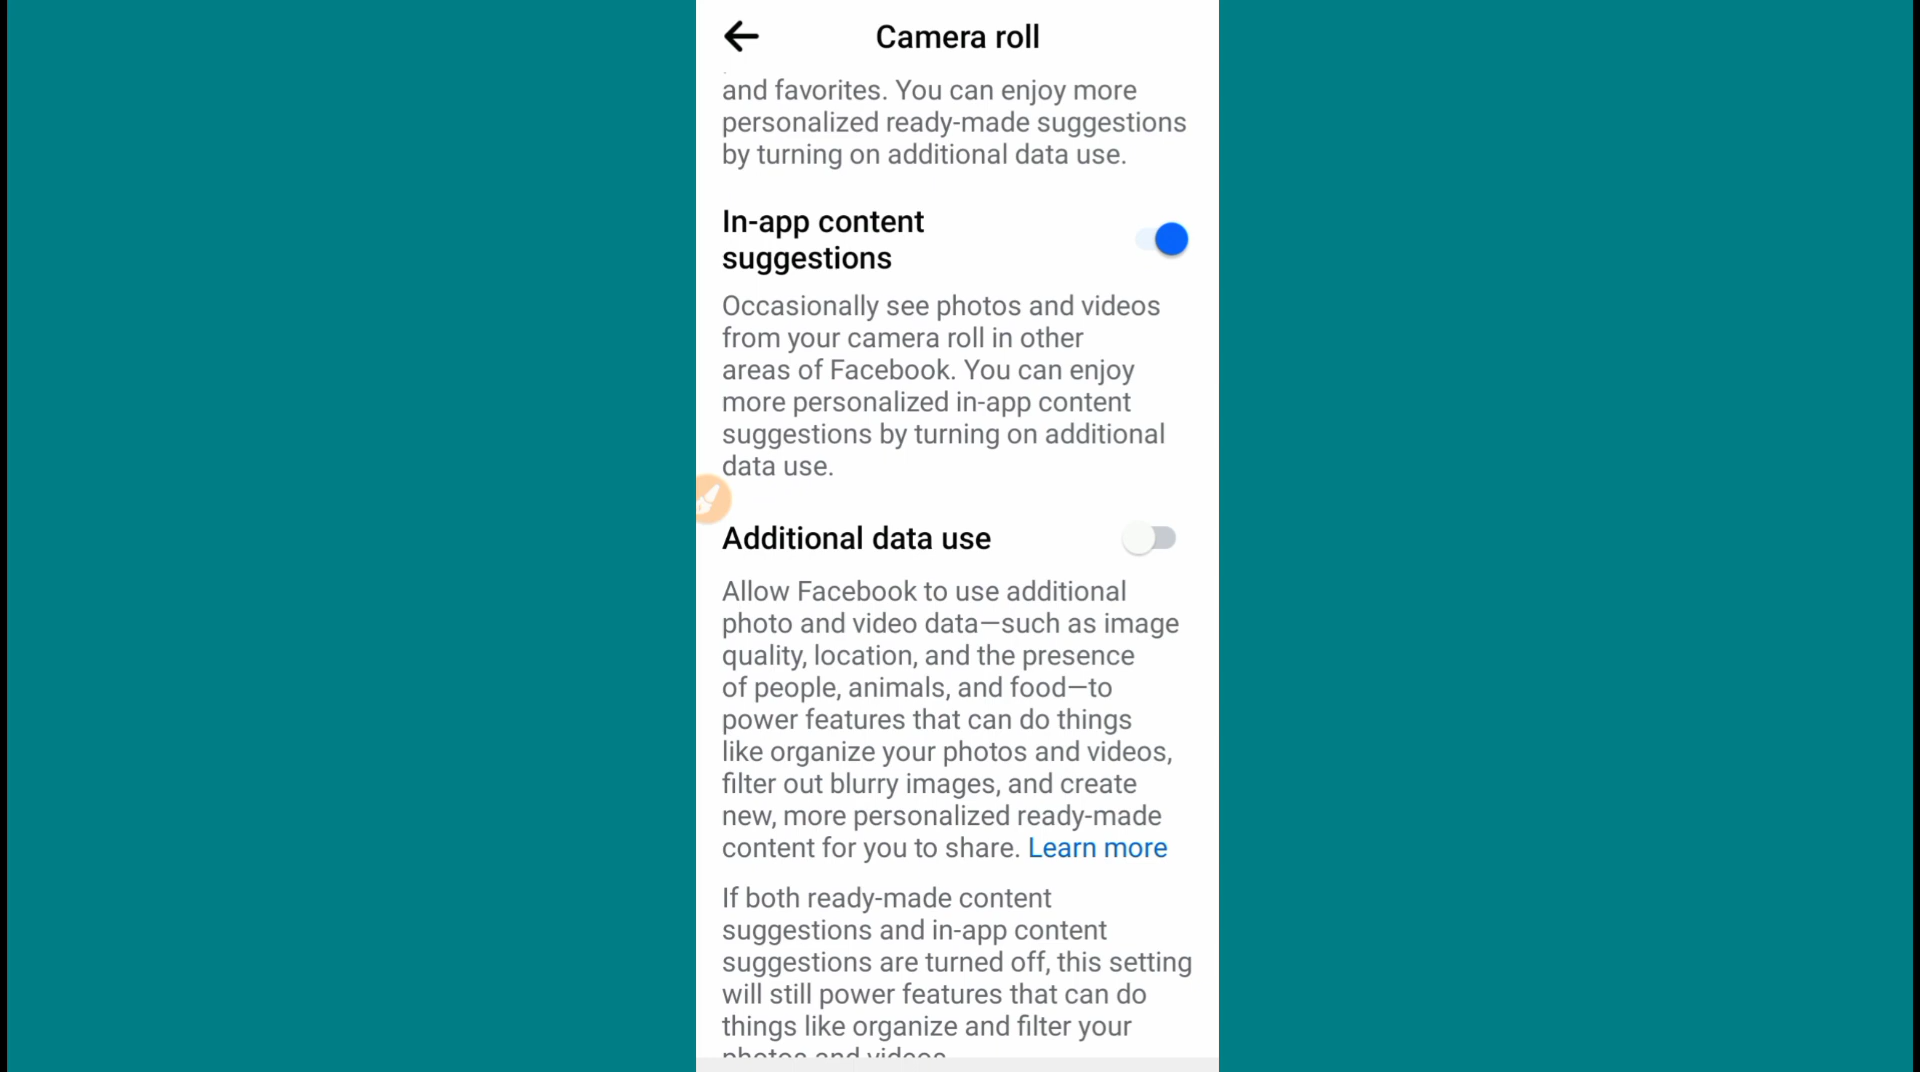 Camera roll
and favorites. You can enjoy more
personalized ready-made suggestions
by turning on additional data use.
In-app content
suggestions
Occasionally see photos and videos
from your camera roll in other
areas of Facebook. You can enjoy
more personalized in-app content
suggestions by turning on additional
data use.
Additional data use
Allow Facebook to use additional
photo and video data—such as image
quality, location, and the presence
of people, animals, and food—to
power features that can do things
like organize your photos and videos,
filter out blurry images, and create
new, more personalized ready-made
content for you to share. Learn more
If both ready-made content
suggestions and in-app content
suggestions are turned off, this setting
will still power features that can do
things like organize and filter your
photos and videos.